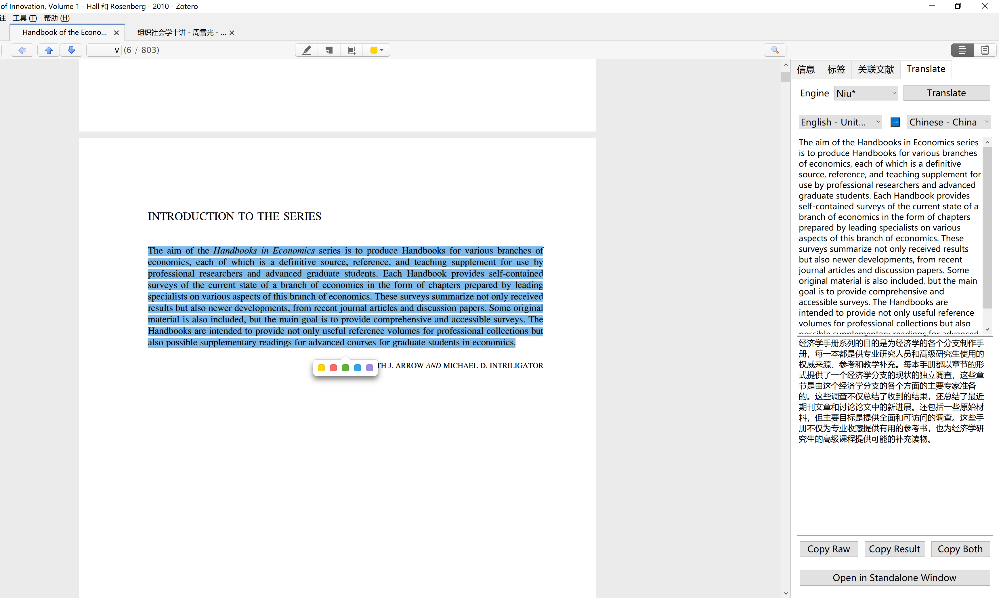 of Innovation, Volume 1 - Hall 和 Rosenberg - 2010 - Zotero
往 工具 (T) 帮助 (H)
Handbook of the Econo...
组织社会学十讲 - 周雪光 - ...
v (6 / 803)
信息 标签 关联文献 Translate
Engine Niu* Translate
English - Unit... → Chinese - China
The aim of the Handbooks in Economics series
is to produce Handbooks for various branches
of economics, each of which is a definitive
source, reference, and teaching supplement for
use by professional researchers and advanced
graduate students. Each Handbook provides
self-contained surveys of the current state of a
branch of economics in the form of chapters
prepared by leading specialists on various
aspects of this branch of economics. These
surveys summarize not only received results
but also newer developments, from recent
journal articles and discussion papers. Some
original material is also included, but the main
goal is to provide comprehensive and
accessible surveys. The Handbooks are
intended to provide not only useful reference
volumes for professional collections but also
possible supplementary readings for advanced
经济学手册系列的目的是为经济学的各个分支制作手
册，每一本都是供专业研究人员和高级研究生使用的
权威来源、参考和教学补充。每本手册都以章节的形
式提供了一个经济学分支的现状的独立调查，这些章
节是由这个经济学分支的各个方面的主要专家准备
的。这些调查不仅总结了收到的结果，还总结了最近
期刊文章和讨论论文中的新进展。还包括一些原始材
料，但主要目标是提供全面和可访问的调查。这些手
册不仅为专业收藏提供有用的参考书，也为经济学研
究生的高级课程提供可能的补充读物。
Copy Raw Copy Result Copy Both
Open in Standalone Window
INTRODUCTION TO THE SERIES
The aim of the Handbooks in Economics series is to produce Handbooks for various branches of
economics, each of which is a definitive source, reference, and teaching supplement for use by
professional researchers and advanced graduate students. Each Handbook provides self-contained
surveys of the current state of a branch of economics in the form of chapters prepared by leading
specialists on various aspects of this branch of economics. These surveys summarize not only received
results but also newer developments, from recent journal articles and discussion papers. Some original
material is also included, but the main goal is to provide comprehensive and accessible surveys. The
Handbooks are intended to provide not only useful reference volumes for professional collections but
also possible supplementary readings for advanced courses for graduate students in economics.
TH J. ARROW AND MICHAEL D. INTRILIGATOR